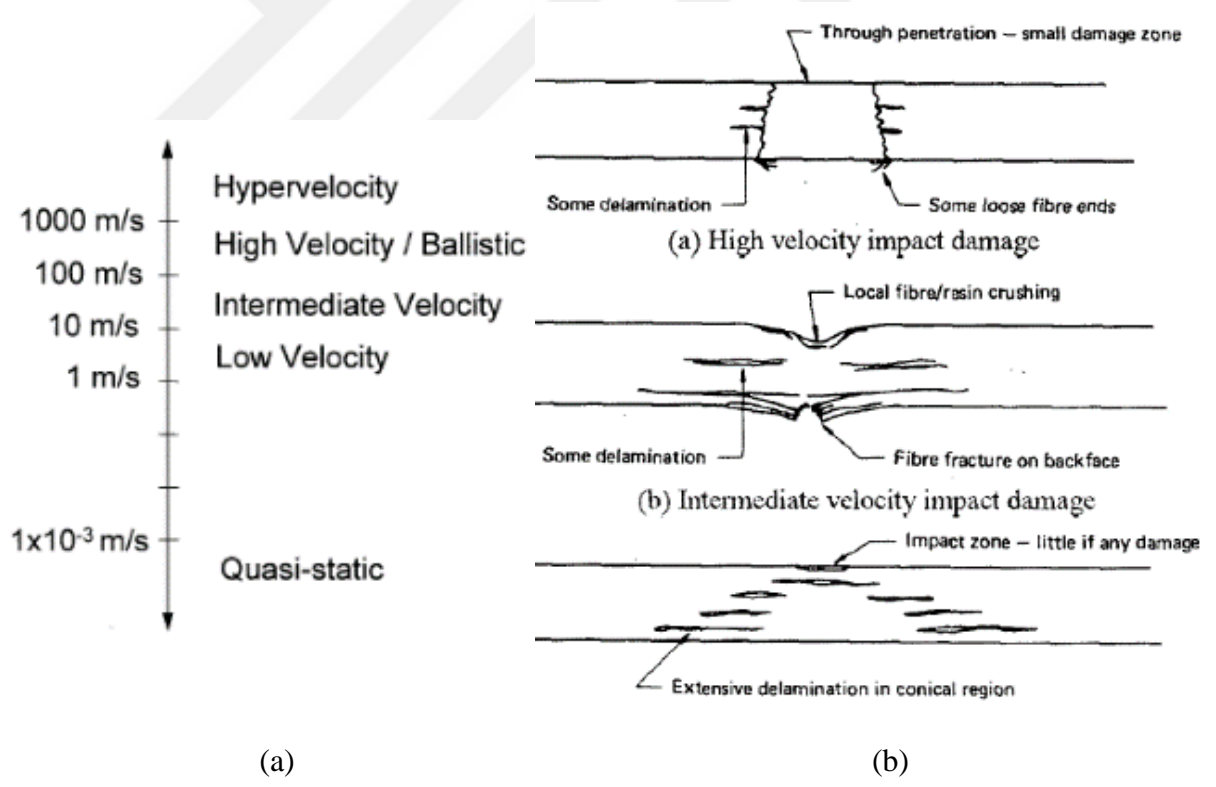 Hypervelocity
1000 m/s
High Velocity / Ballistic
100 m/s
Intermediate Velocity
10 m/s
Low Velocity
1 m/s
1x10⁻³ m/s
Quasi-static
(a)
Through penetration – small damage zone
Some delamination
Some loose fibre ends
(a) High velocity impact damage
Local fibre/resin crushing
Some delamination
Fibre fracture on backface
(b) Intermediate velocity impact damage
Impact zone – little if any damage
Extensive delamination in conical region
(b)